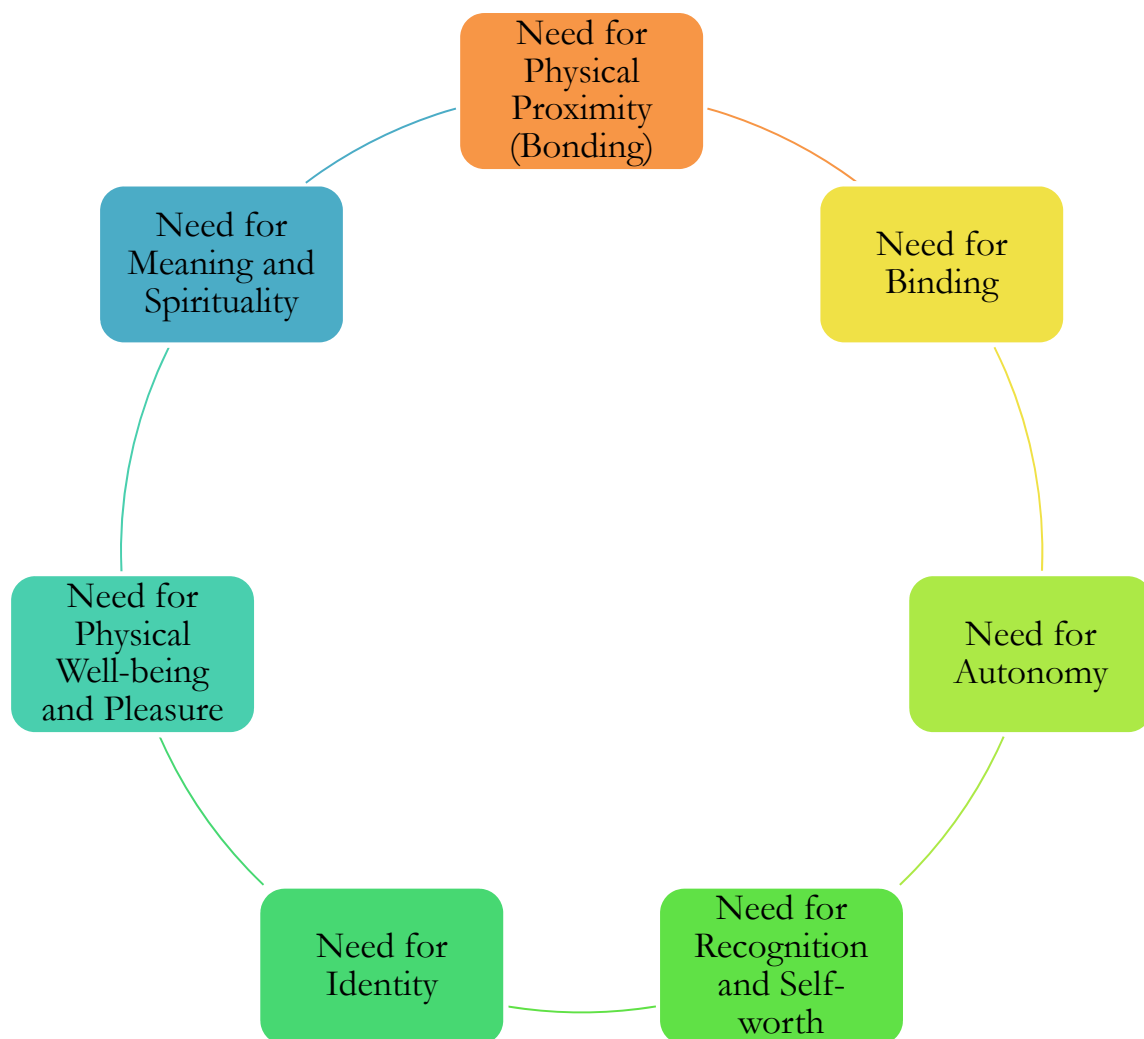 Need for
Physical
Proximity
(Bonding)
Need for
Binding
Need for
Autonomy
Need for
Recognition
and Self-
worth
Need for
Identity
Need for
Physical
Well-being
and Pleasure
Need for
Meaning and
Spirituality